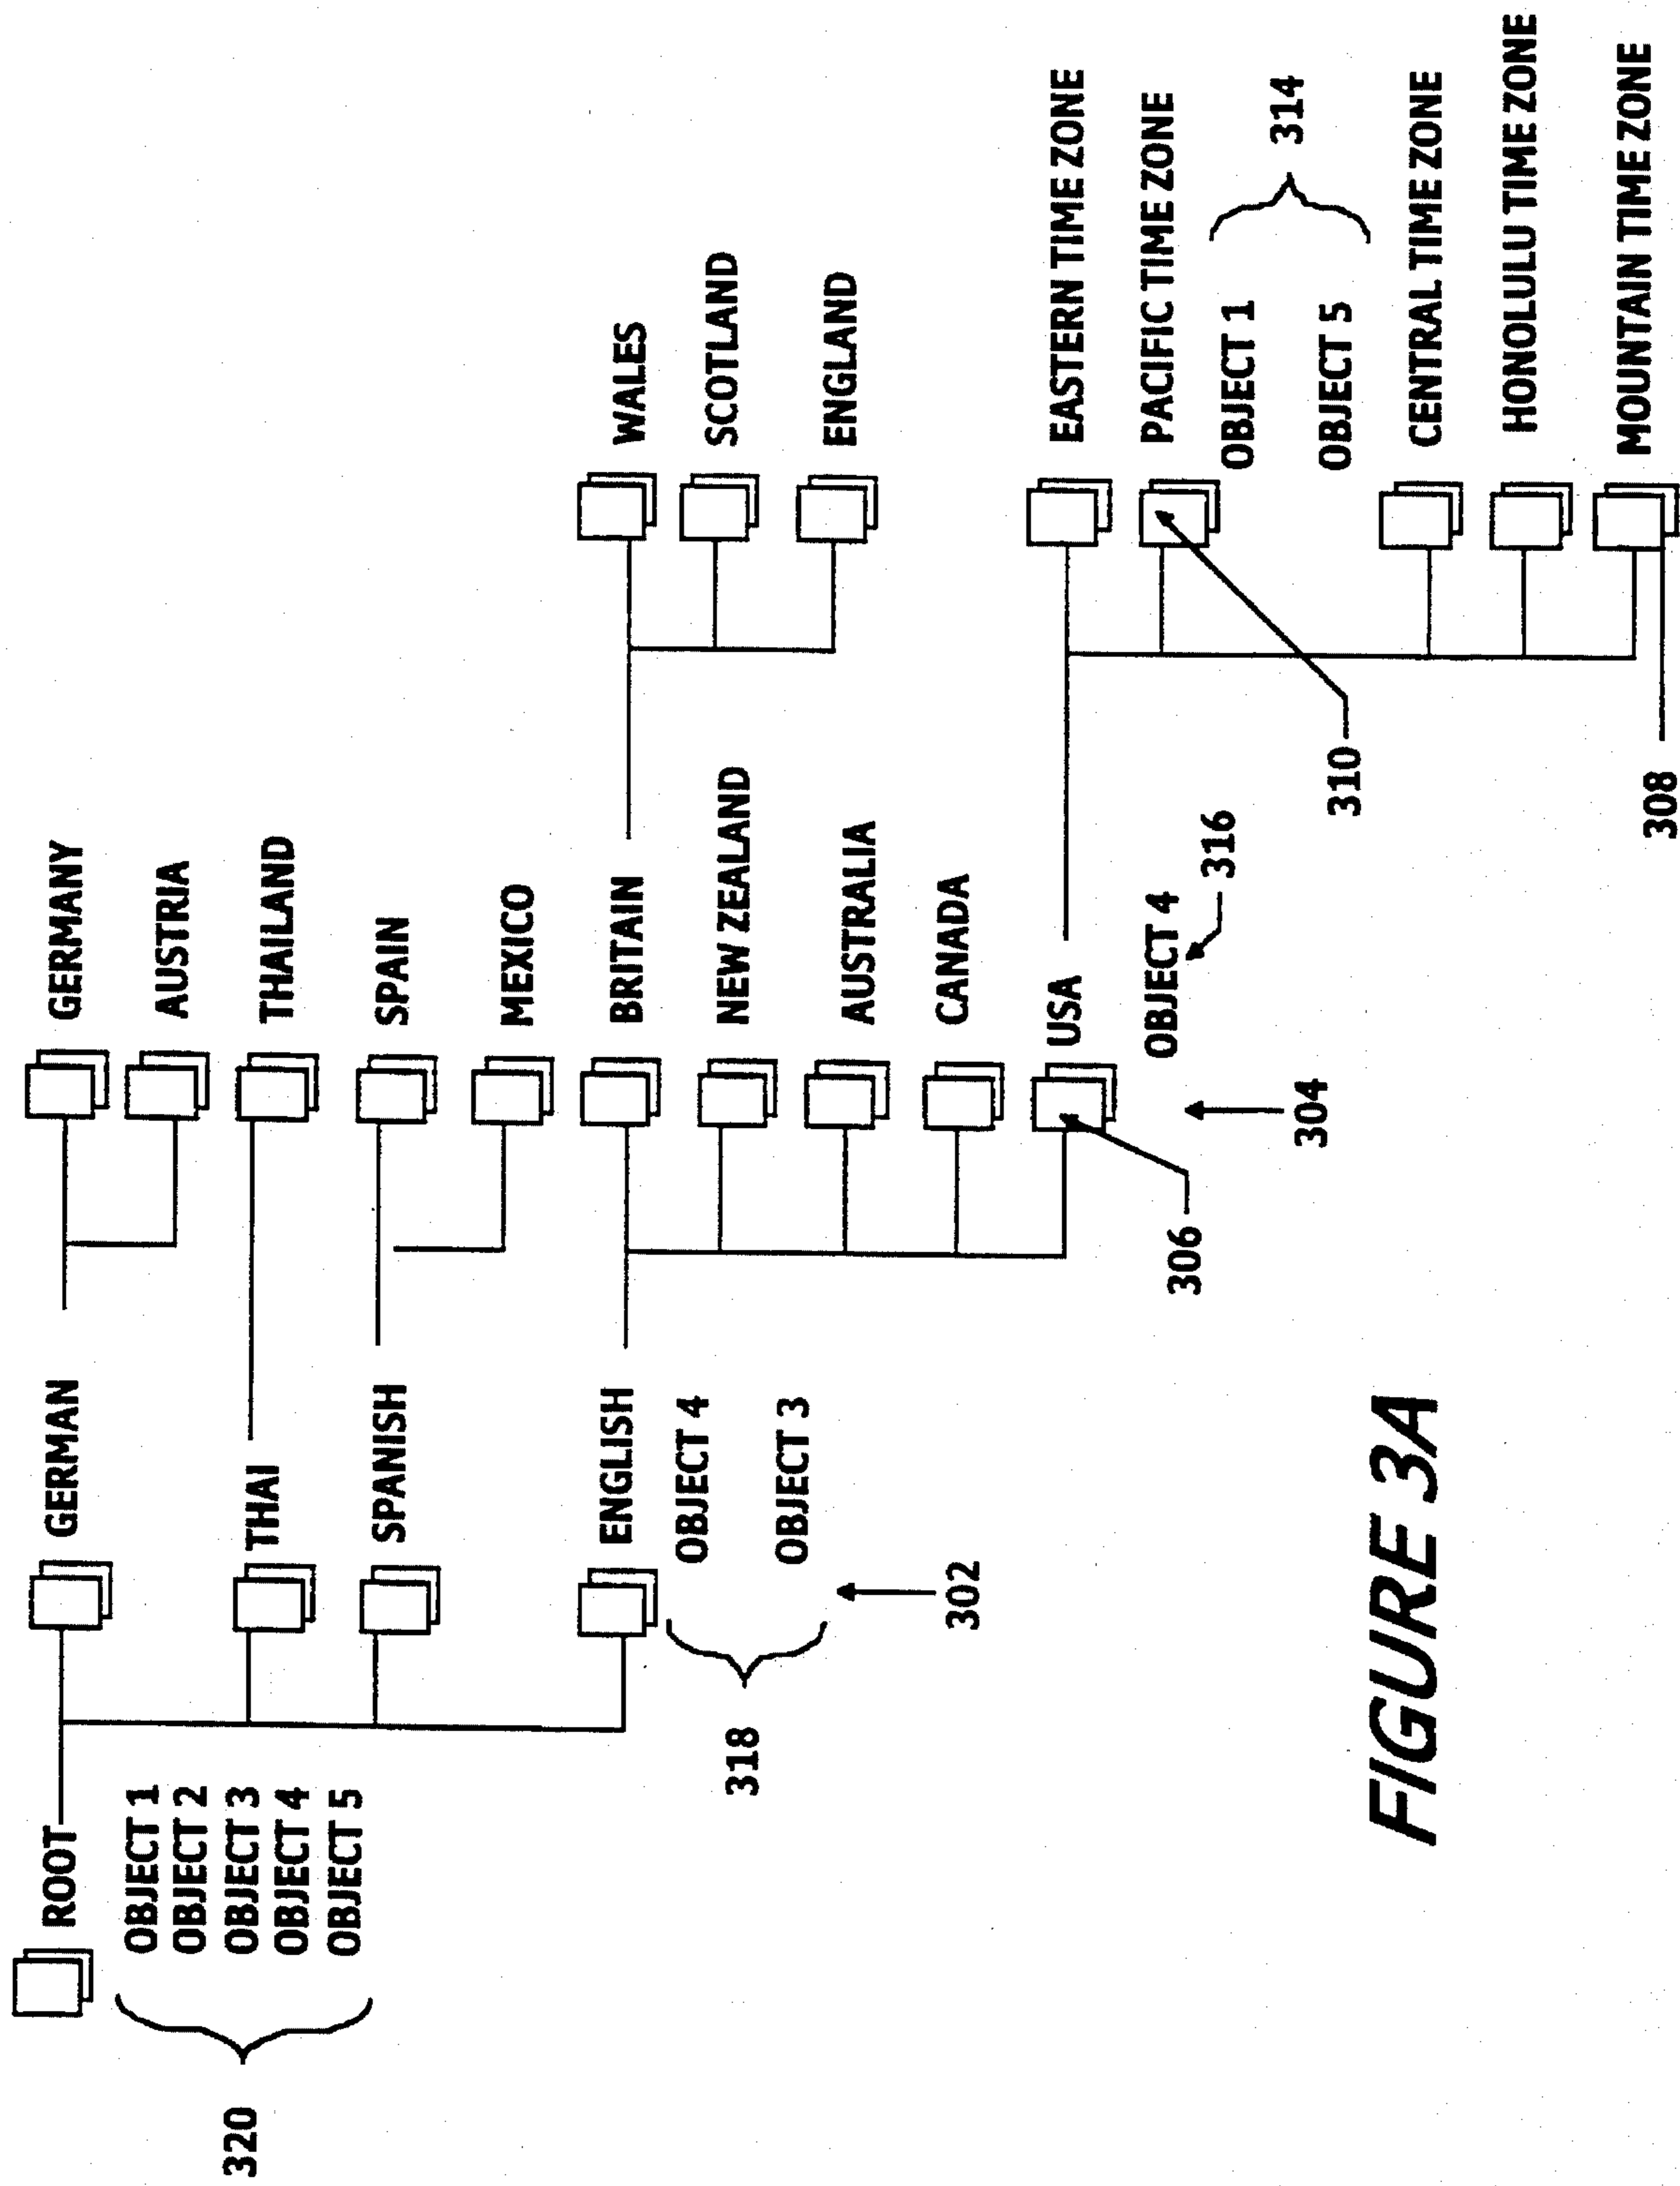 ROOT
OBJECT 1
OBJECT 2
OBJECT 3
OBJECT 4
OBJECT 5
320
GERMAN
THAI
SPANISH
ENGLISH
OBJECT 4
OBJECT 3
318
302
GERMANY
AUSTRIA
THAILAND
SPAIN
MEXICO
BRITAIN
NEW ZEALAND
AUSTRALIA
CANADA
USA
OBJECT 4
316
306
304
WALES
SCOTLAND
ENGLAND
EASTERN TIME ZONE
PACIFIC TIME ZONE
OBJECT 1
OBJECT 5
314
CENTRAL TIME ZONE
HONOLULU TIME ZONE
MOUNTAIN TIME ZONE
310
308
FIGURE 3A